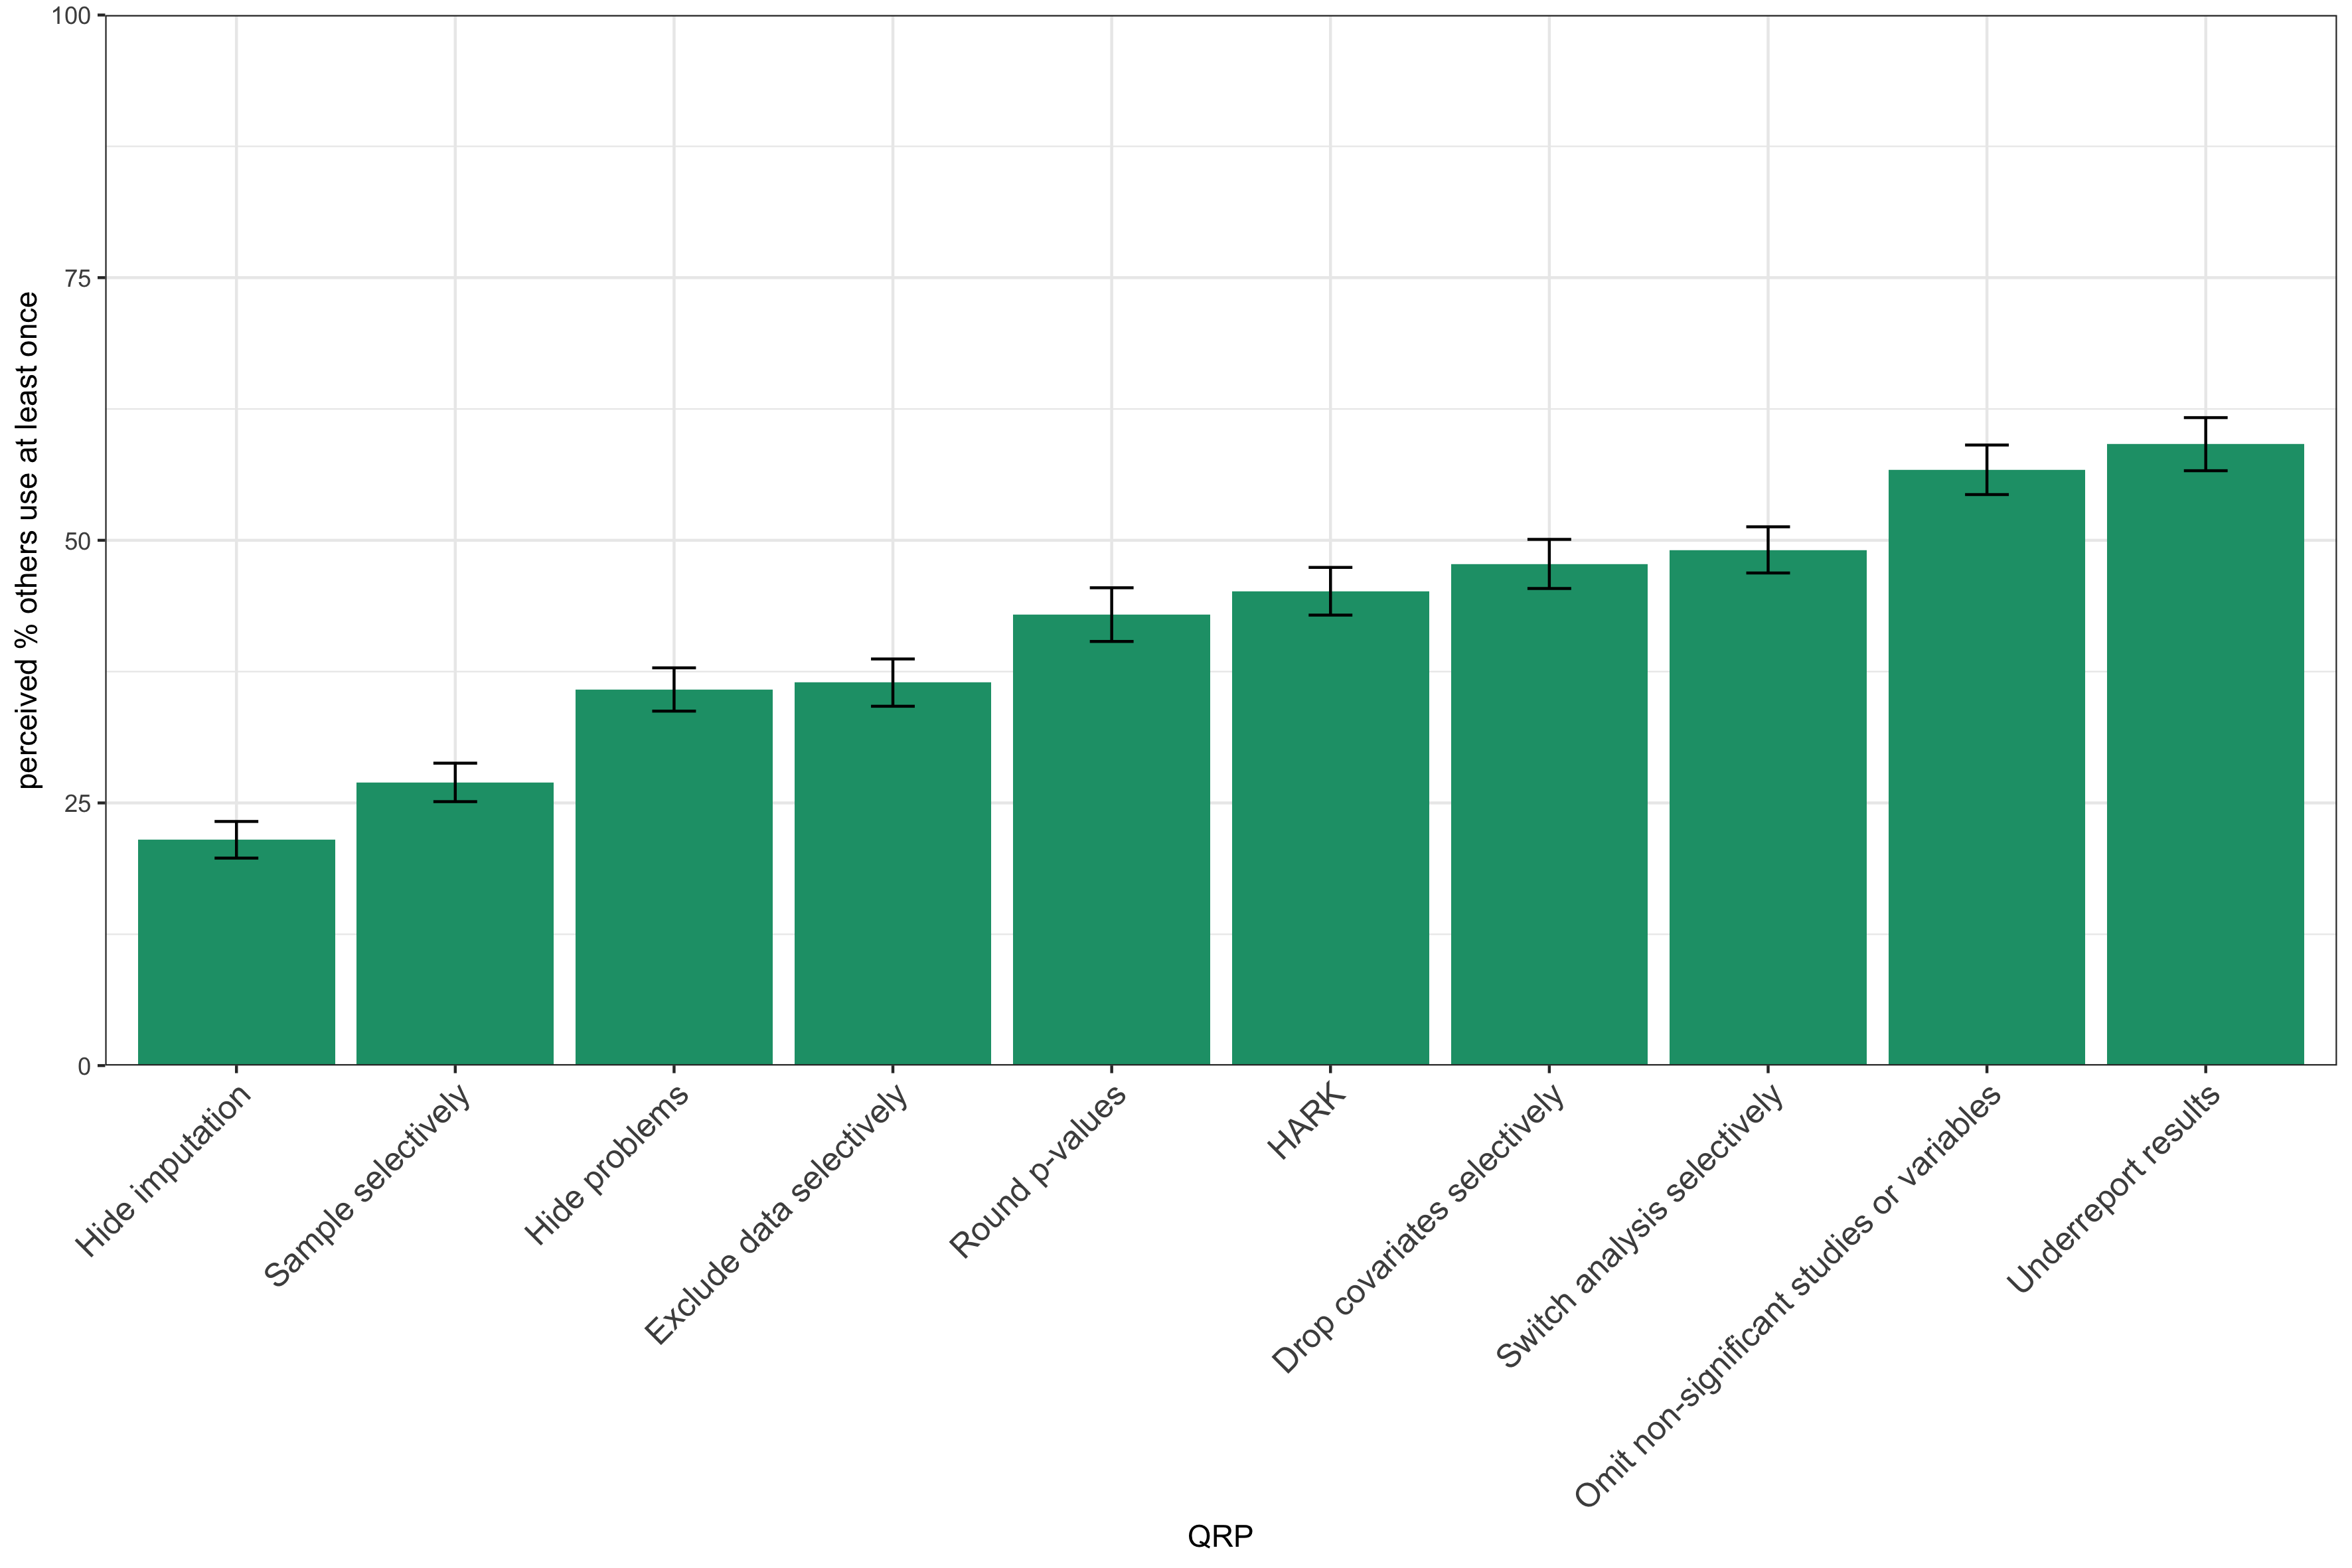 perceived % others use at least once
100
75
50
25
0
Hide imputation
Sample selectively
Hide problems
Exclude data selectively
Round p-values
HARK
Drop covariates selectively
Switch analysis selectively
Omit non-significant studies or variables
Underreport results
QRP